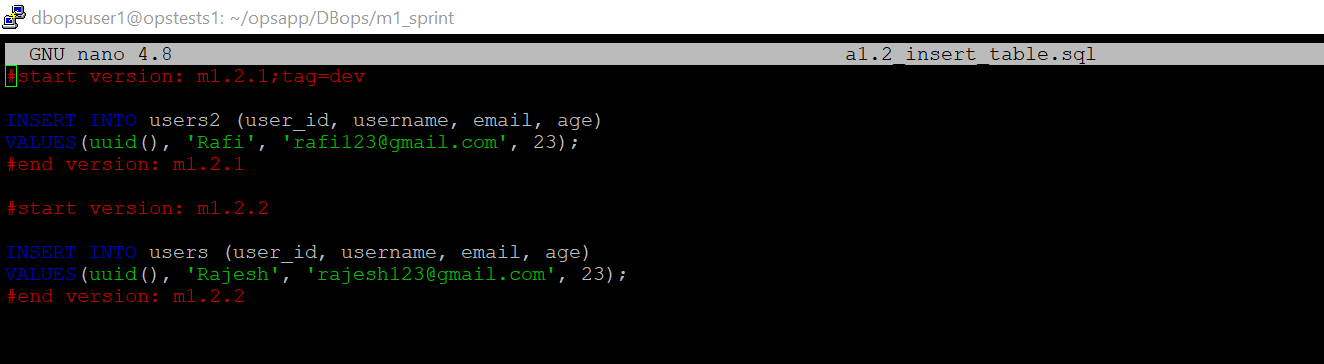 dbopsuser1@opstests1: ~/opsapp/DBops/m1_sprint
GNU nano 4.8 a1.2_insert_table.sql
#start version: m1.2.1;tag=dev
INSERT INTO users2 (user_id, username, email, age)
VALUES(uuid(), 'Rafi', 'rafi123@gmail.com', 23);
#end version: m1.2.1
#start version: m1.2.2
INSERT INTO users (user_id, username, email, age)
VALUES(uuid(), 'Rajesh', 'rajesh123@gmail.com', 23);
#end version: m1.2.2